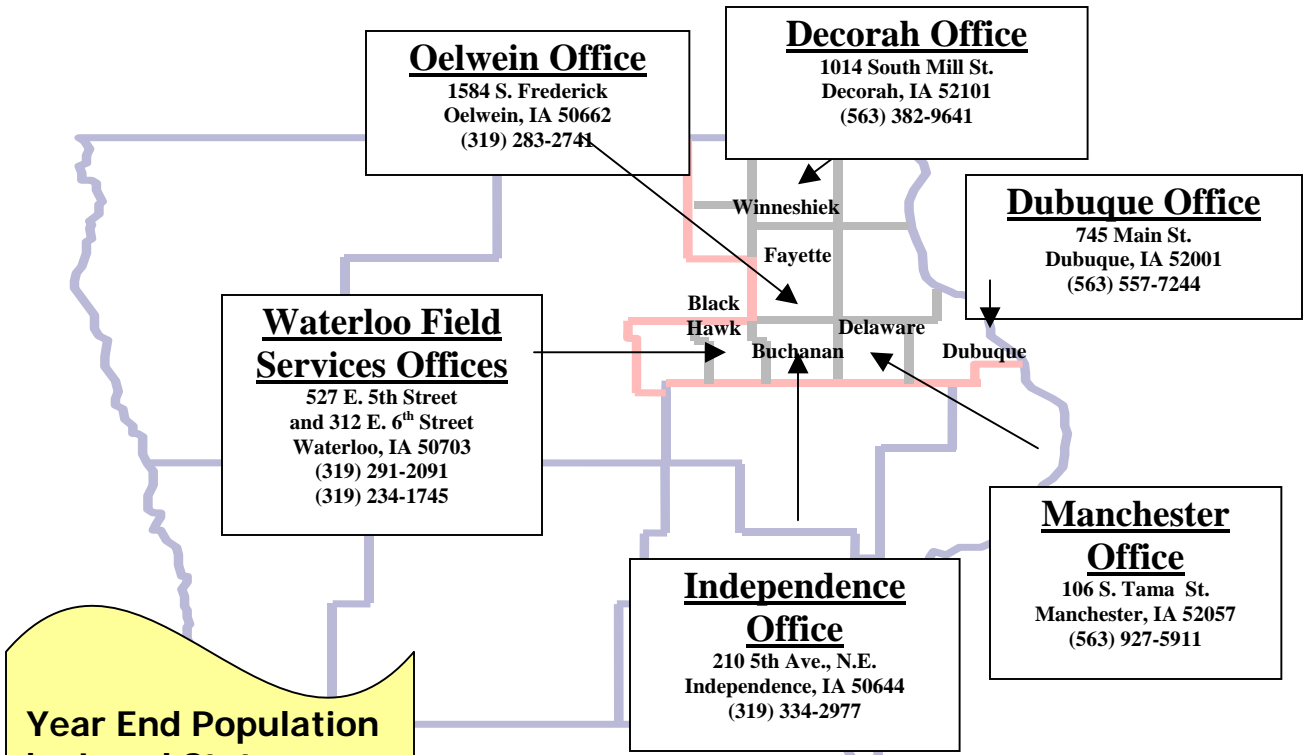 Oelwein Office
1584 S. Frederick
Oelwein, IA 50662
(319) 283-2741
Decorah Office
1014 South Mill St.
Decorah, IA 52101
(563) 382-9641
Dubuque Office
745 Main St.
Dubuque, IA 52001
(563) 557-7244
Winneshiek
Fayette
Black
Hawk
Buchanan
Delaware
Dubuque
Waterloo Field
Services Offices
527 E. 5th Street
and 312 E. 6th Street
Waterloo, IA 50703
(319) 291-2091
(319) 234-1745
Manchester
Office
106 S. Tama St.
Manchester, IA 52057
(563) 927-5911
Independence
Office
210 5th Ave., N.E.
Independence, IA 50644
(319) 334-2977
Year End Population